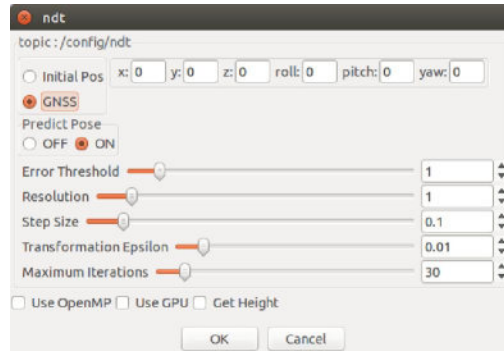 ndt
topic : /config/ndt
Initial Pos x: 0 y: 0 z: 0 roll: 0 pitch: 0 yaw: 0
GNSS
Predict Pose
OFF ON
Error Threshold 1
Resolution 1
Step Size 0.1
Transformation Epsilon 0.01
Maximum Iterations 30
Use OpenMP Use GPU Get Height
OK Cancel